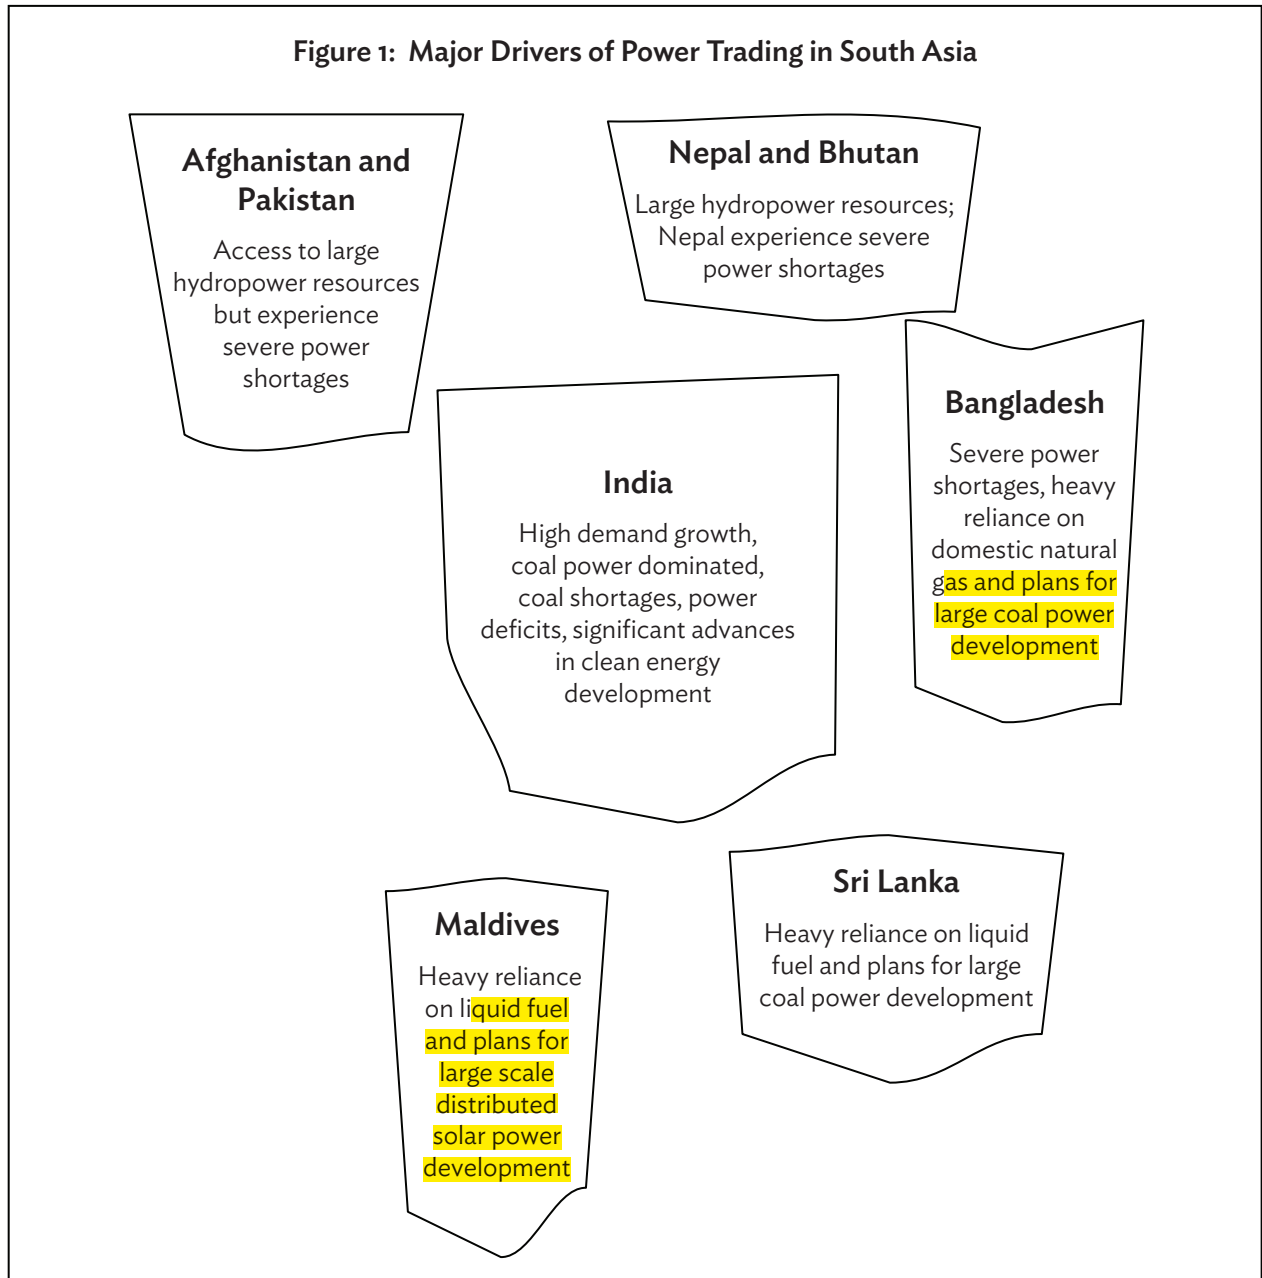 Figure 1: Major Drivers of Power Trading in South Asia
Afghanistan and
Pakistan
Access to large
hydropower resources
but experience
severe power
shortages
Nepal and Bhutan
Large hydropower resources;
Nepal experience severe
power shortages
Bangladesh
Severe power
shortages, heavy
reliance on
domestic natural
gas and plans for
large coal power
development
India
High demand growth,
coal power dominated,
coal shortages, power
deficits, significant advances
in clean energy
development
Sri Lanka
Heavy reliance on liquid
fuel and plans for large
coal power development
Maldives
Heavy reliance
on liquid fuel
and plans for
large scale
distributed
solar power
development